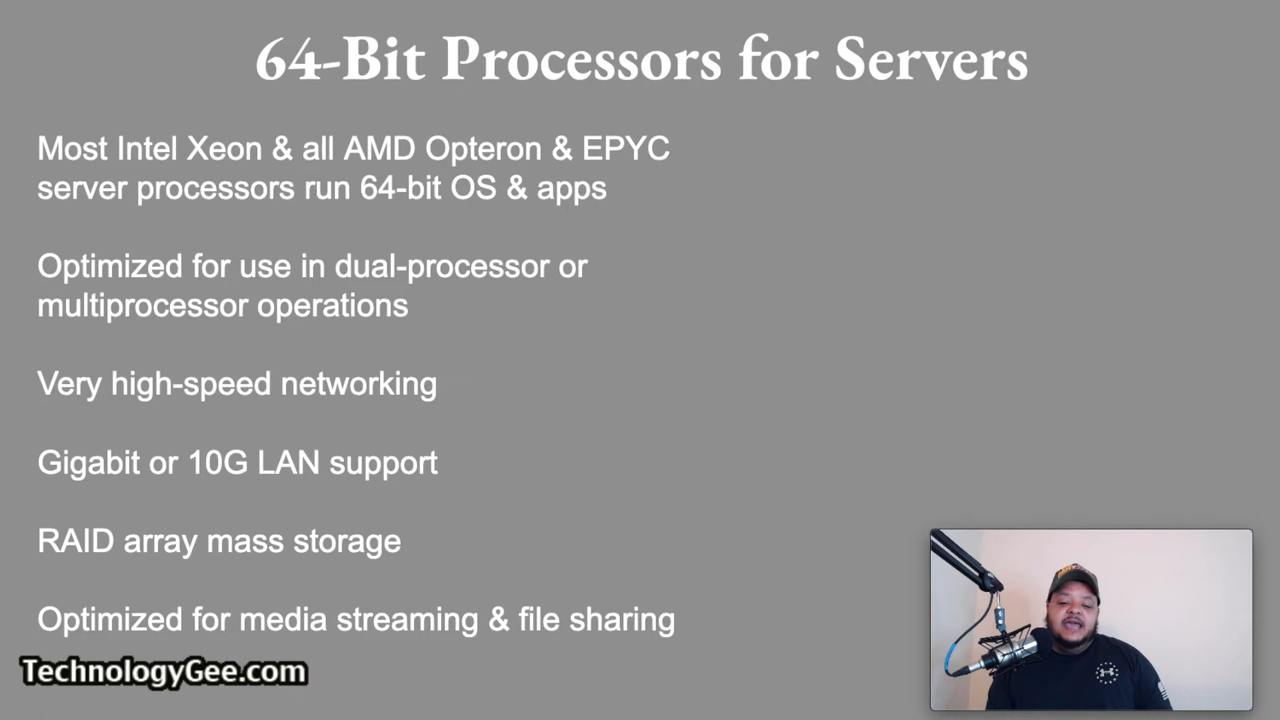 64-Bit Processors for Servers
Most Intel Xeon & all AMD Opteron & EPYC
server processors run 64-bit OS & apps
Optimized for use in dual-processor or
multiprocessor operations
Very high-speed networking
Gigabit or 10G LAN support
RAID array mass storage
Optimized for media streaming & file sharing
TechnologyGee.com